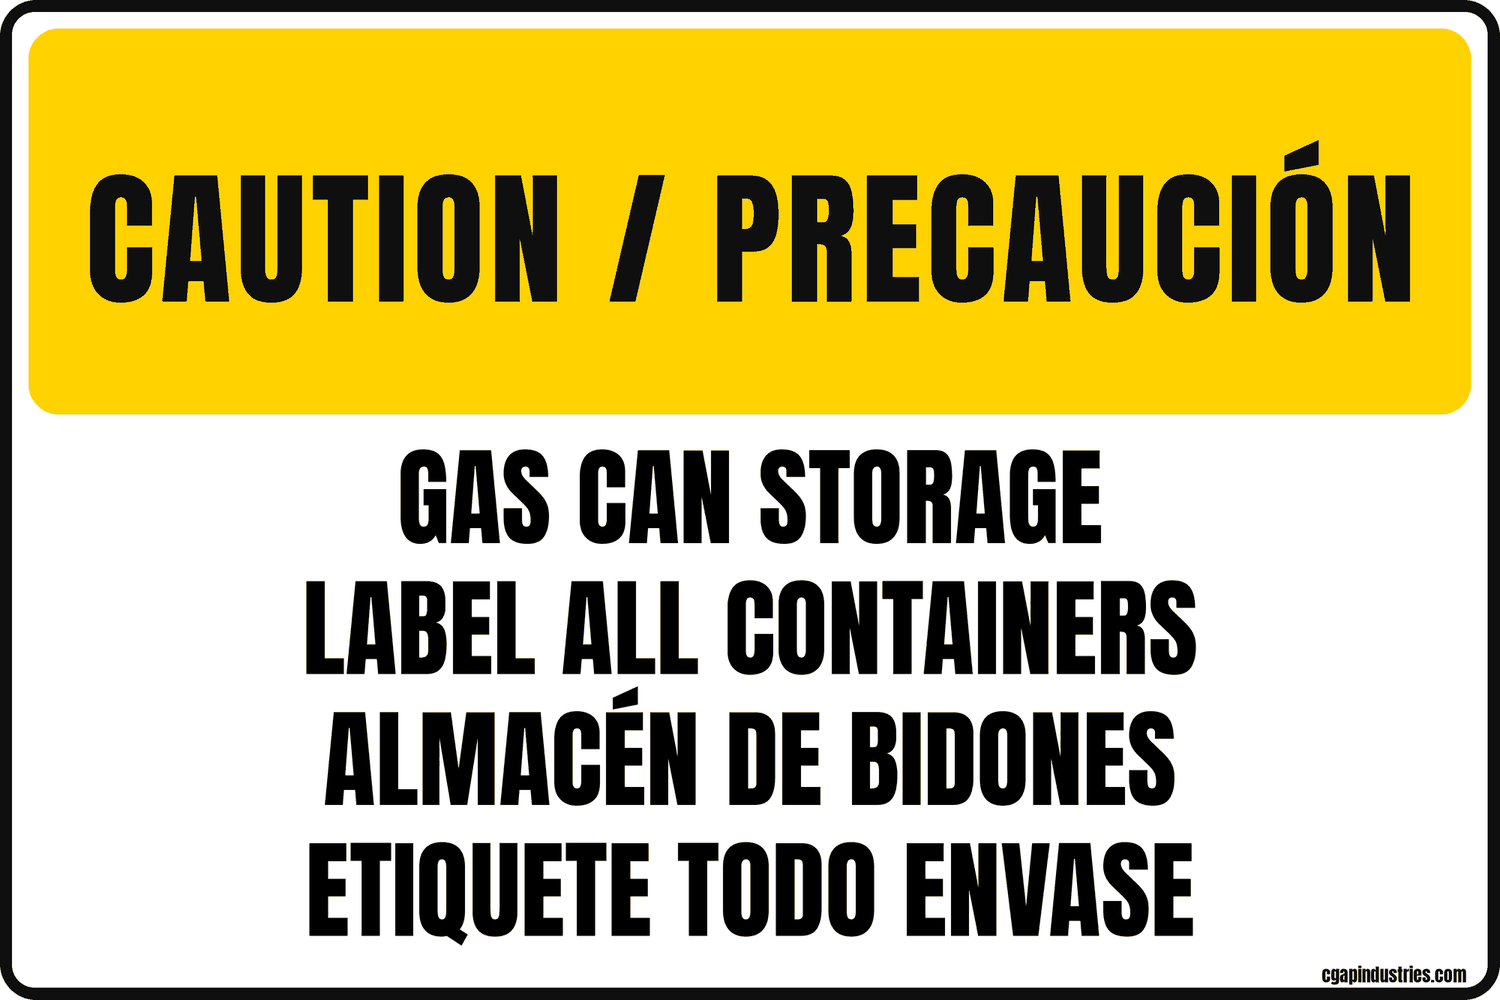 CAUTION / PRECAUCIÓN
GAS CAN STORAGE
LABEL ALL CONTAINERS
ALMACÉN DE BIDONES
ETIQUETE TODO ENVASE
cgapindustries.com